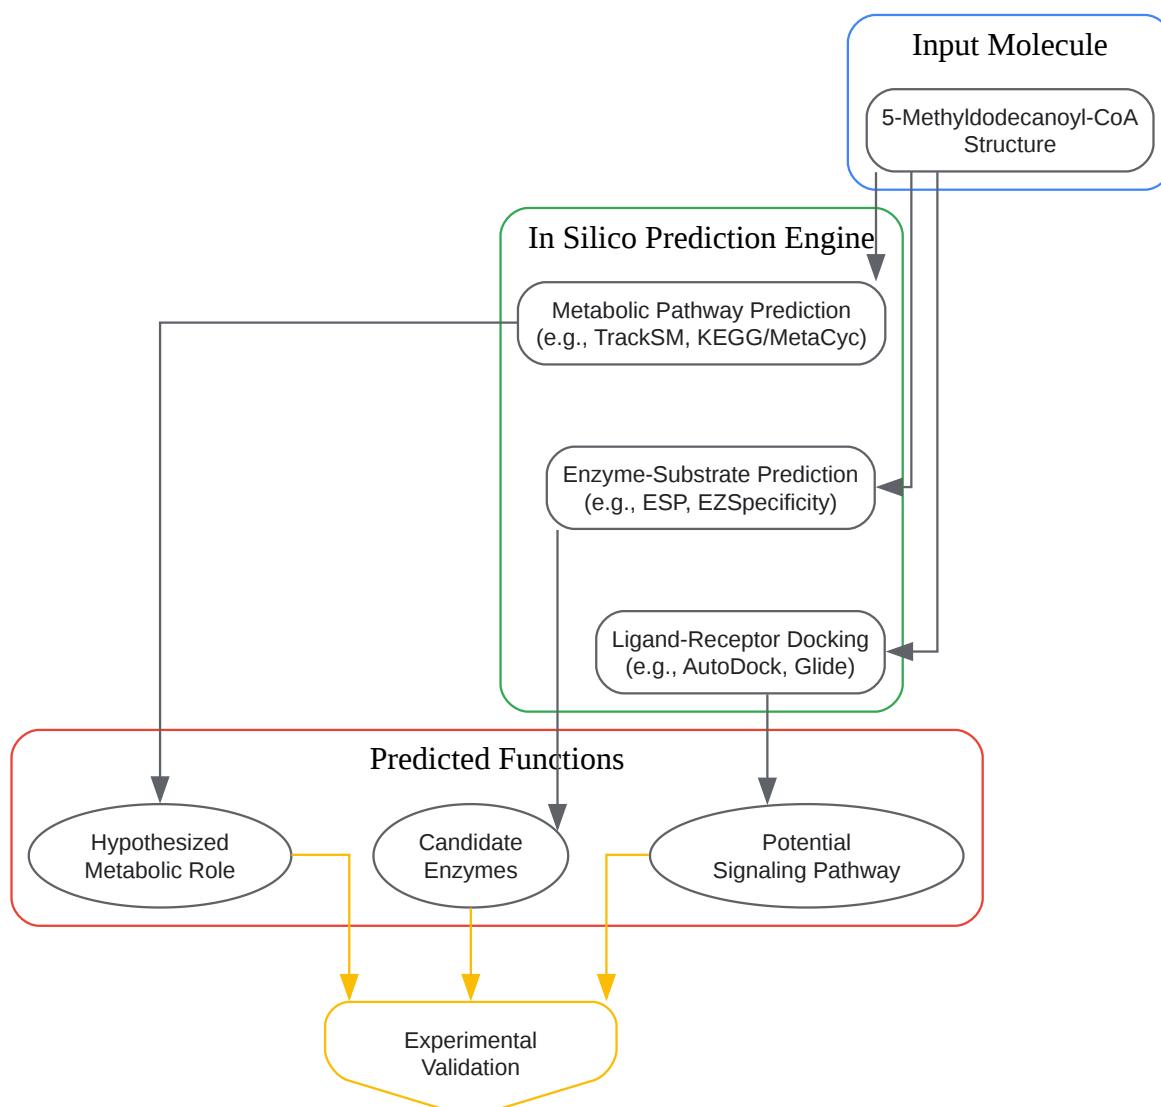 Input Molecule
5-Methyldodecanoyl-CoA
Structure
In Silico Prediction Engine
Metabolic Pathway Prediction
(e.g., TrackSM, KEGG/MetaCyc)
Enzyme-Substrate Prediction
(e.g., ESP, EZSpecificity)
Ligand-Receptor Docking
(e.g., AutoDock, Glide)
Predicted Functions
Hypothesized
Metabolic Role
Candidate
Enzymes
Potential
Signaling Pathway
Experimental
Validation